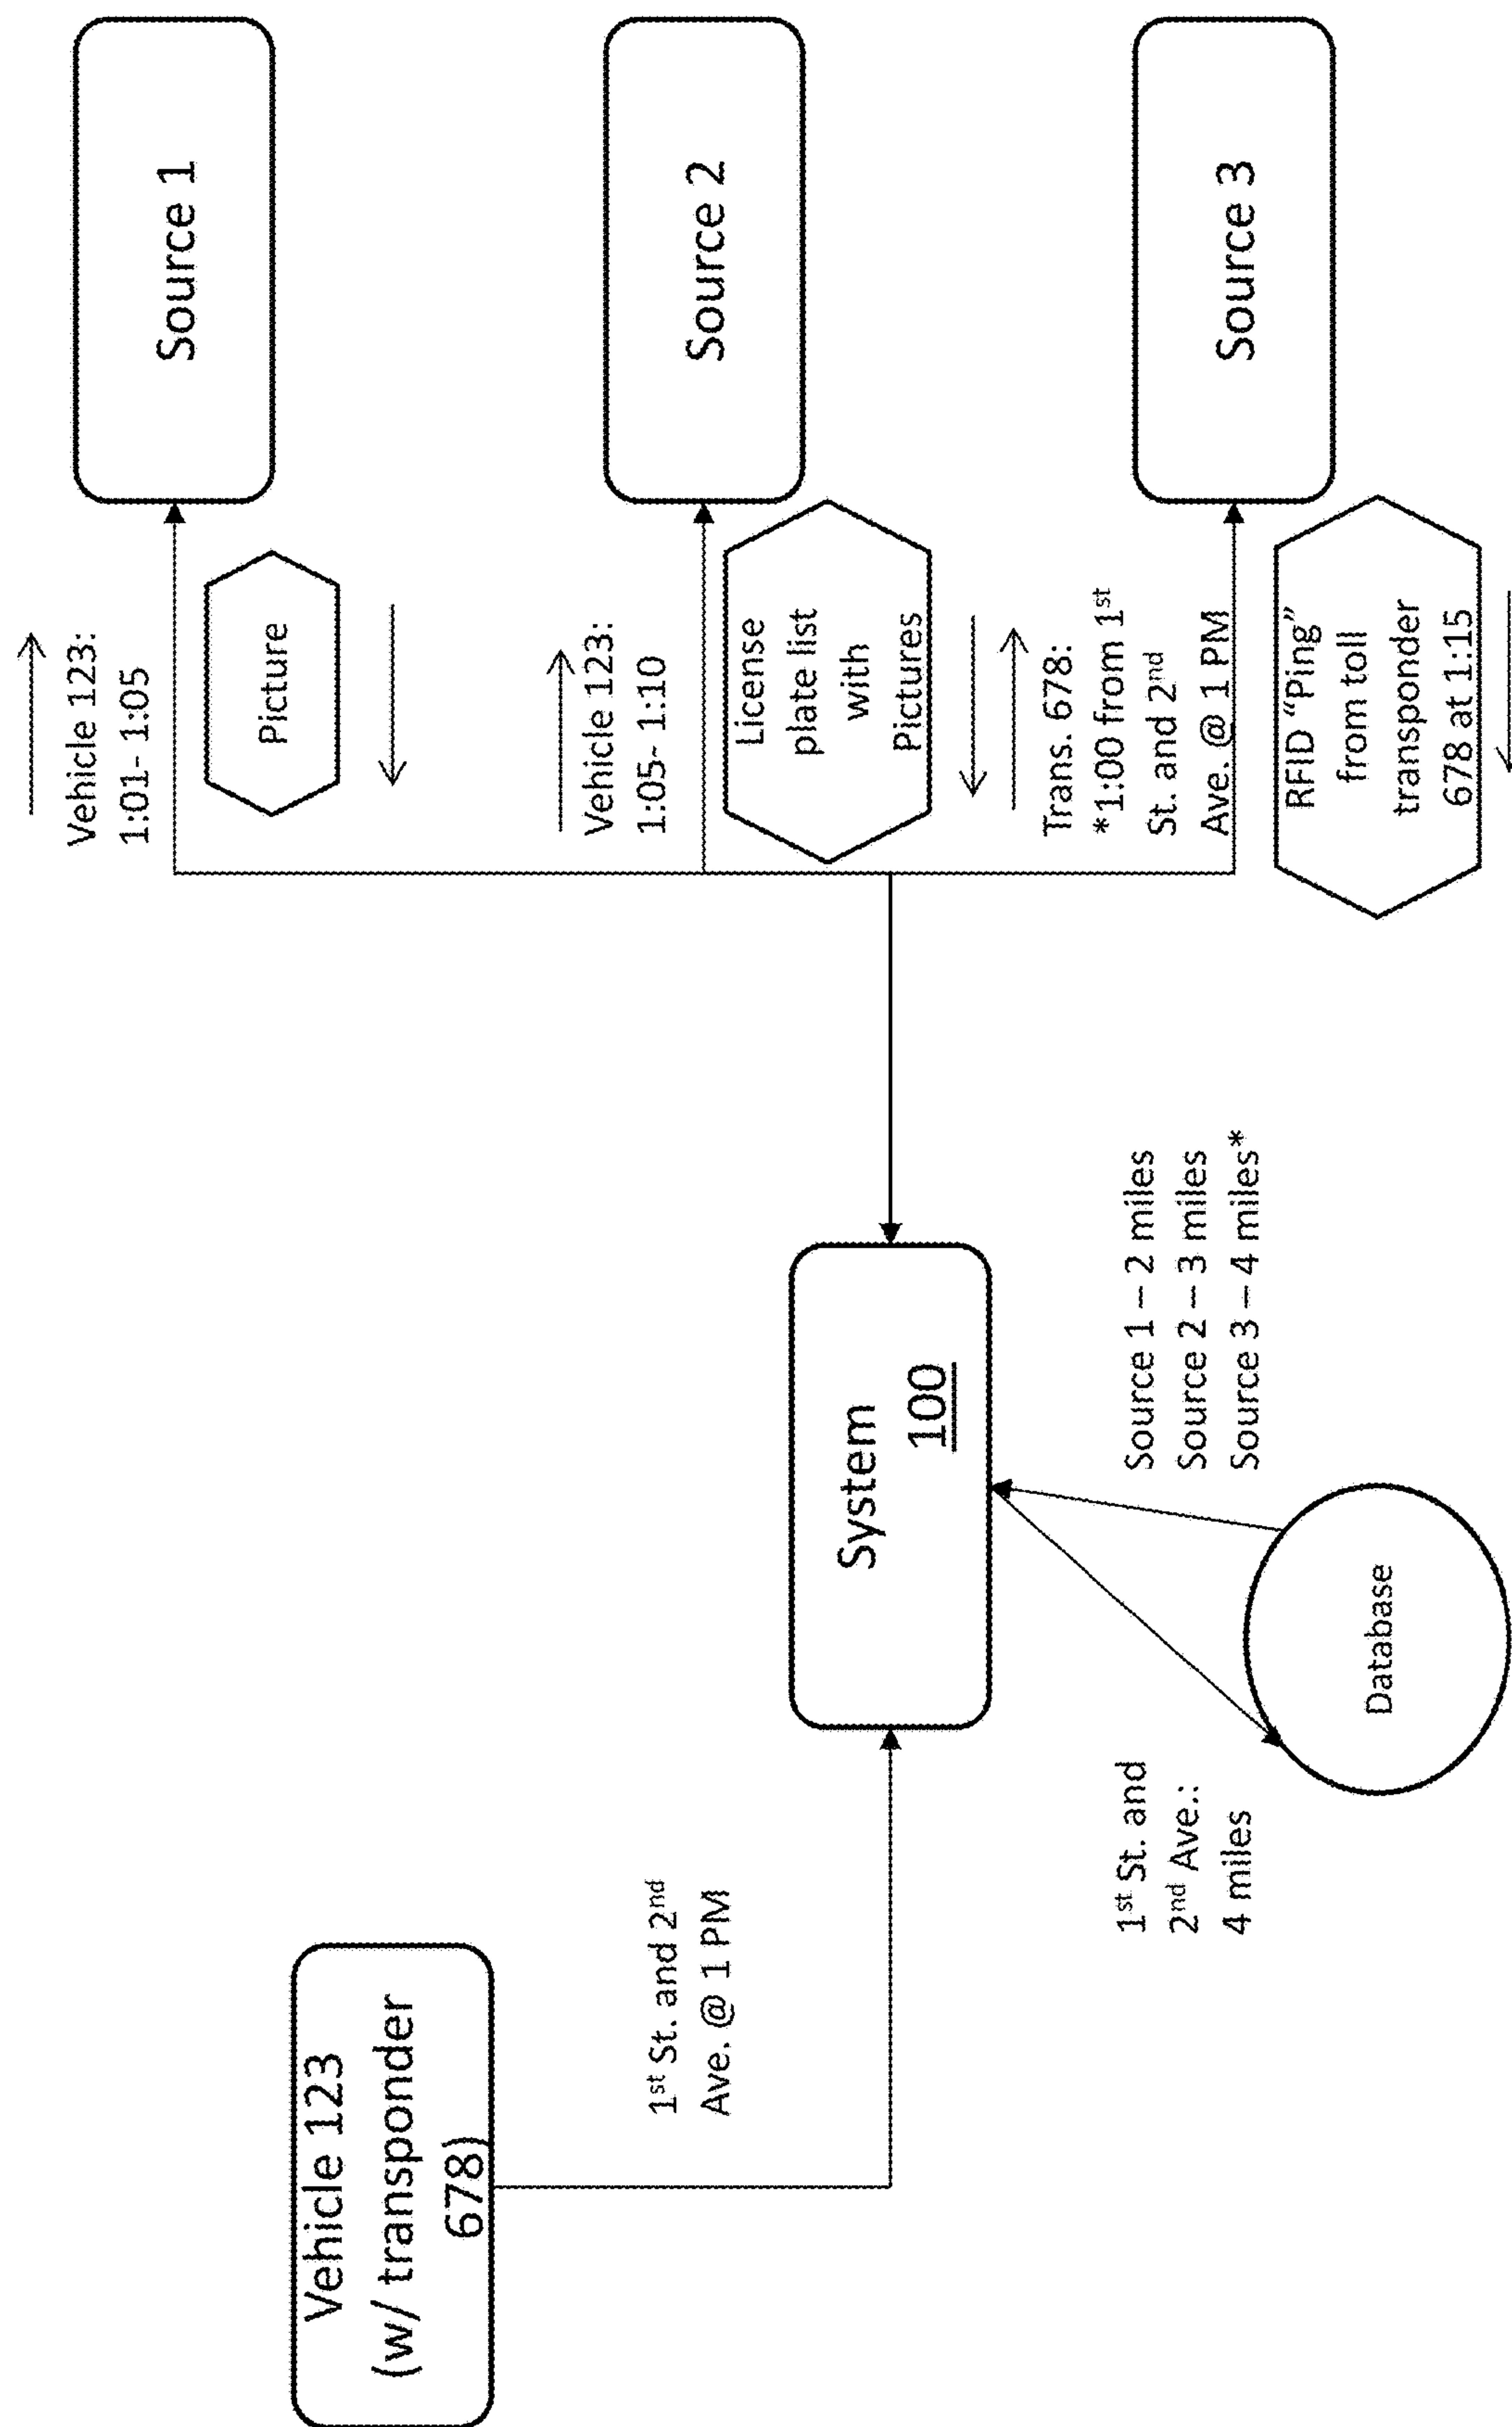 Vehicle 123
(w/ transponder
678)
1st St. and 2nd
Ave. @ 1 PM
System
100
1st St. and
2nd Ave.:
4 miles
Database
Source 1 – 2 miles
Source 2 – 3 miles
Source 3 – 4 miles*
Vehicle 123:
1:01- 1:05
Picture
Source 1
Vehicle 123:
1:05- 1:10
License
plate list
with
Pictures
Source 2
Trans. 678:
*1:00 from 1st
St. and 2nd
Ave. @ 1 PM
RFID “Ping”
from toll
transponder
678 at 1:15
Source 3